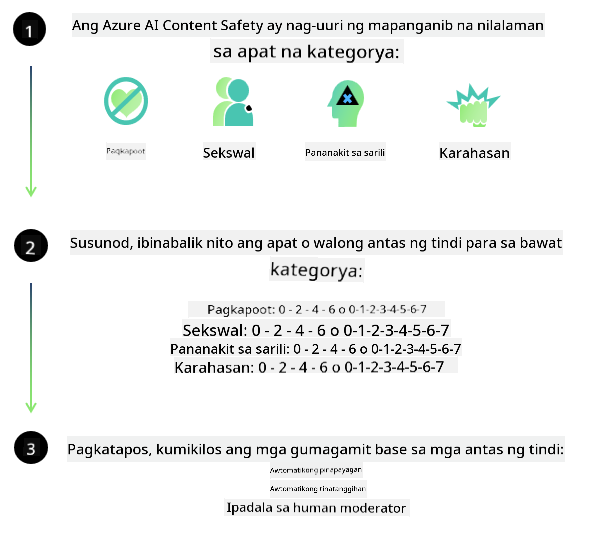 1
Ang Azure AI Content Safety ay nag-uuri ng mapanganib na nilalaman
sa apat na kategorya:
Pagkapoot
Sekswal
Pananakit sa sarili
Karahasan
2
Susunod, ibinabalik nito ang apat o walong antas ng tindi para sa bawat
kategorya:
Pagkapoot: 0 - 2 - 4 - 6 o 0-1-2-3-4-5-6-7
Sekswal: 0 - 2 - 4 - 6 o 0-1-2-3-4-5-6-7
Pananakit sa sarili: 0 - 2 - 4 - 6 o 0-1-2-3-4-5-6-7
Karahasan: 0 - 2 - 4 - 6 o 0-1-2-3-4-5-6-7
3
Pagkatapos, kumikilos ang mga gumagamit base sa mga antas ng tindi:
Awtomatikong pinapayagan
Awtomatikong tinatanggihan
Ipadala sa human moderator